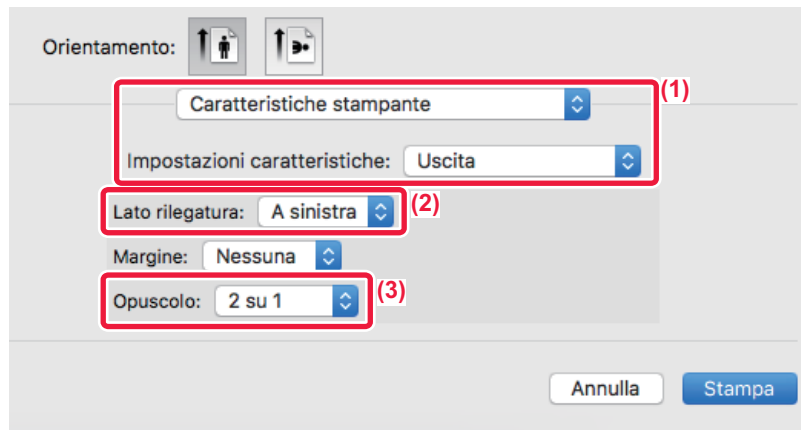 Orientamento:
Caratteristiche stampante
(1)
Impostazioni caratteristiche: Uscita
Lato rilegatura: A sinistra
(2)
Margine: Nessuna
Opuscolo: 2 su 1
(3)
Annulla Stampa